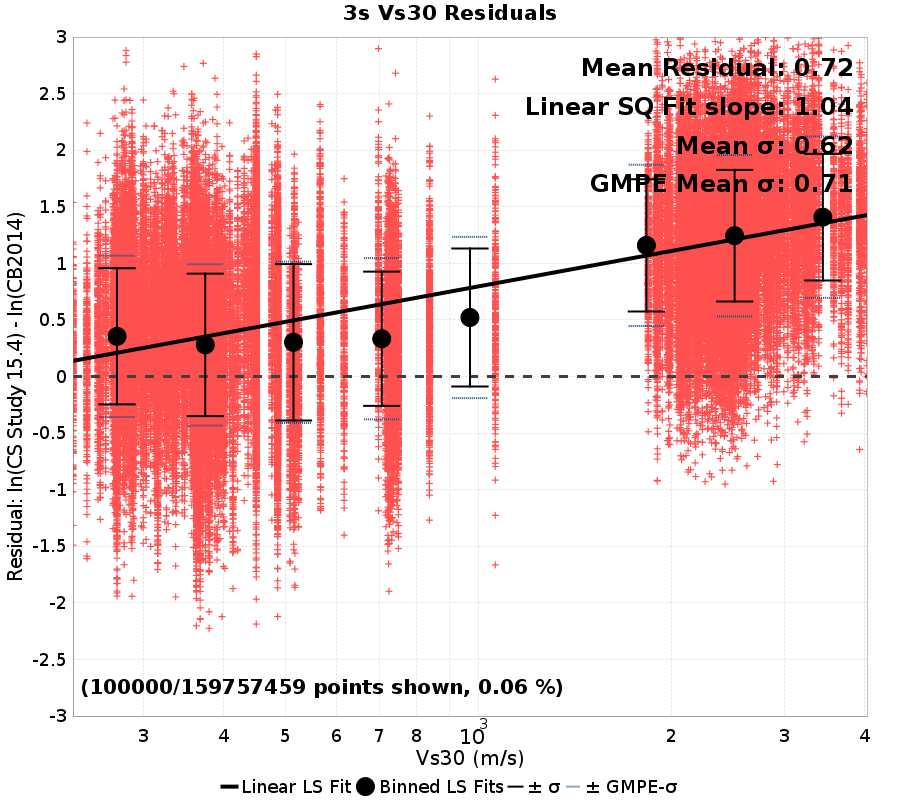 3s Vs30 Residuals
Mean Residual: 0.72
Linear SQ Fit slope: 1.04
Mean σ: 0.62
GMPE Mean σ: 0.71
3
2.5
2
1.5
1
0.5
0
-0.5
-1
-1.5
-2
-2.5
-3
Residual: ln(CS Study 15.4) - ln(CB2014)
(100000/159757459 points shown, 0.06 %)
3 4 5 6 7 8 10³ 2 3 4
Vs30 (m/s)
Linear LS Fit Binned LS Fits ± σ ± GMPE-σ